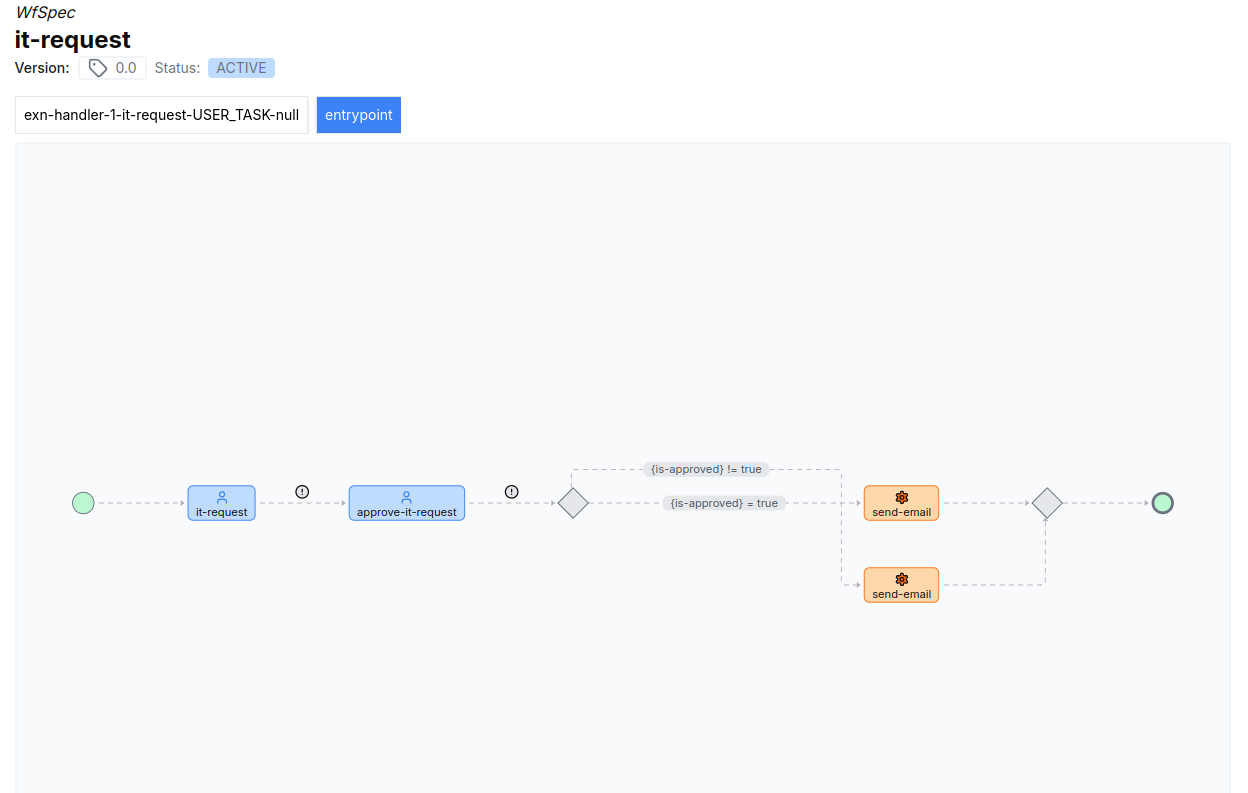 WfSpec
it-request
Version: 0.0 Status: ACTIVE
exn-handler-1-it-request-USER_TASK-null entrypoint
{is-approved} != true
it-request approve-it-request {is-approved} = true send-email
send-email